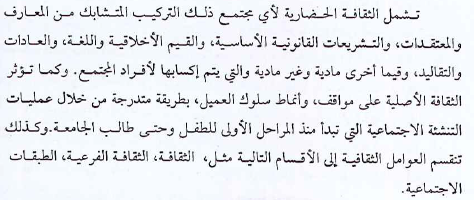 تـشمل الثقافة الحضارية لأي مجتمع ذلك التركيب المتشابك من المعارف
والمعتقدات، والتشريعات القانونية الأساسية، والقيم الأخلاقية واللغة، والعادات
والتقاليد، وقيما أخرى مادية وغير مادية والتي يتم إكسابها لأفراد المجتمع. وكما تؤثر
الثقافة الأصلية على مواقف، وأنماط سلوك العميل، بطريقة متدرجة من خلال عمليات
التنشئة الاجتماعية التي تبدأ منذ المراحل الأولى للطفل وحتى طالب الجامعة.وكذلك
تنقسم العوامل الثقافية إلى الأقسام التالية مثل، الثقافة، الثقافة الفرعية، الطبقات
الاجتماعية.